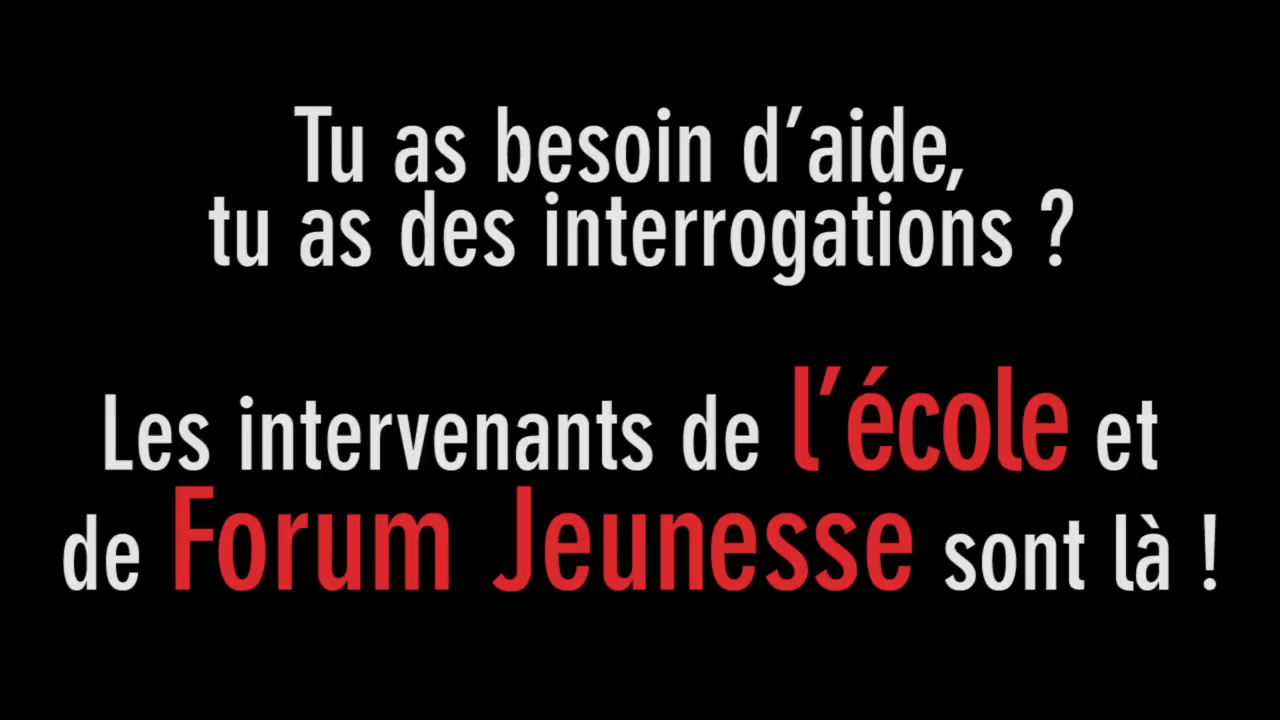 Tu as besoin d’aide,
tu as des interrogations ?
Les intervenants de l’école et
de Forum Jeunesse sont là !